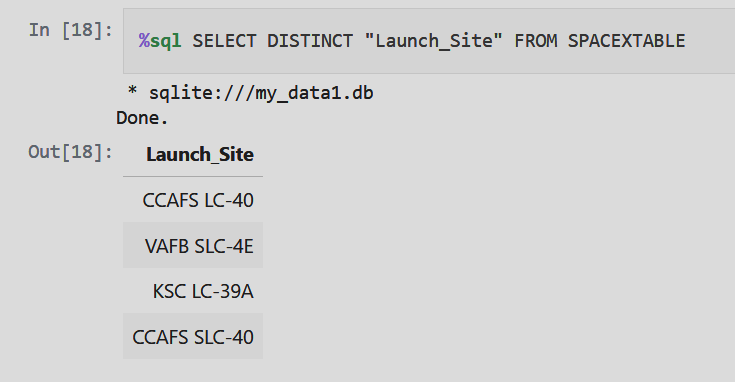 In [18]: %sql SELECT DISTINCT "Launch_Site" FROM SPACEXTABLE
* sqlite:///my_data1.db
Done.
Out[18]: Launch_Site
CCAFS LC-40
VAFB SLC-4E
KSC LC-39A
CCAFS SLC-40